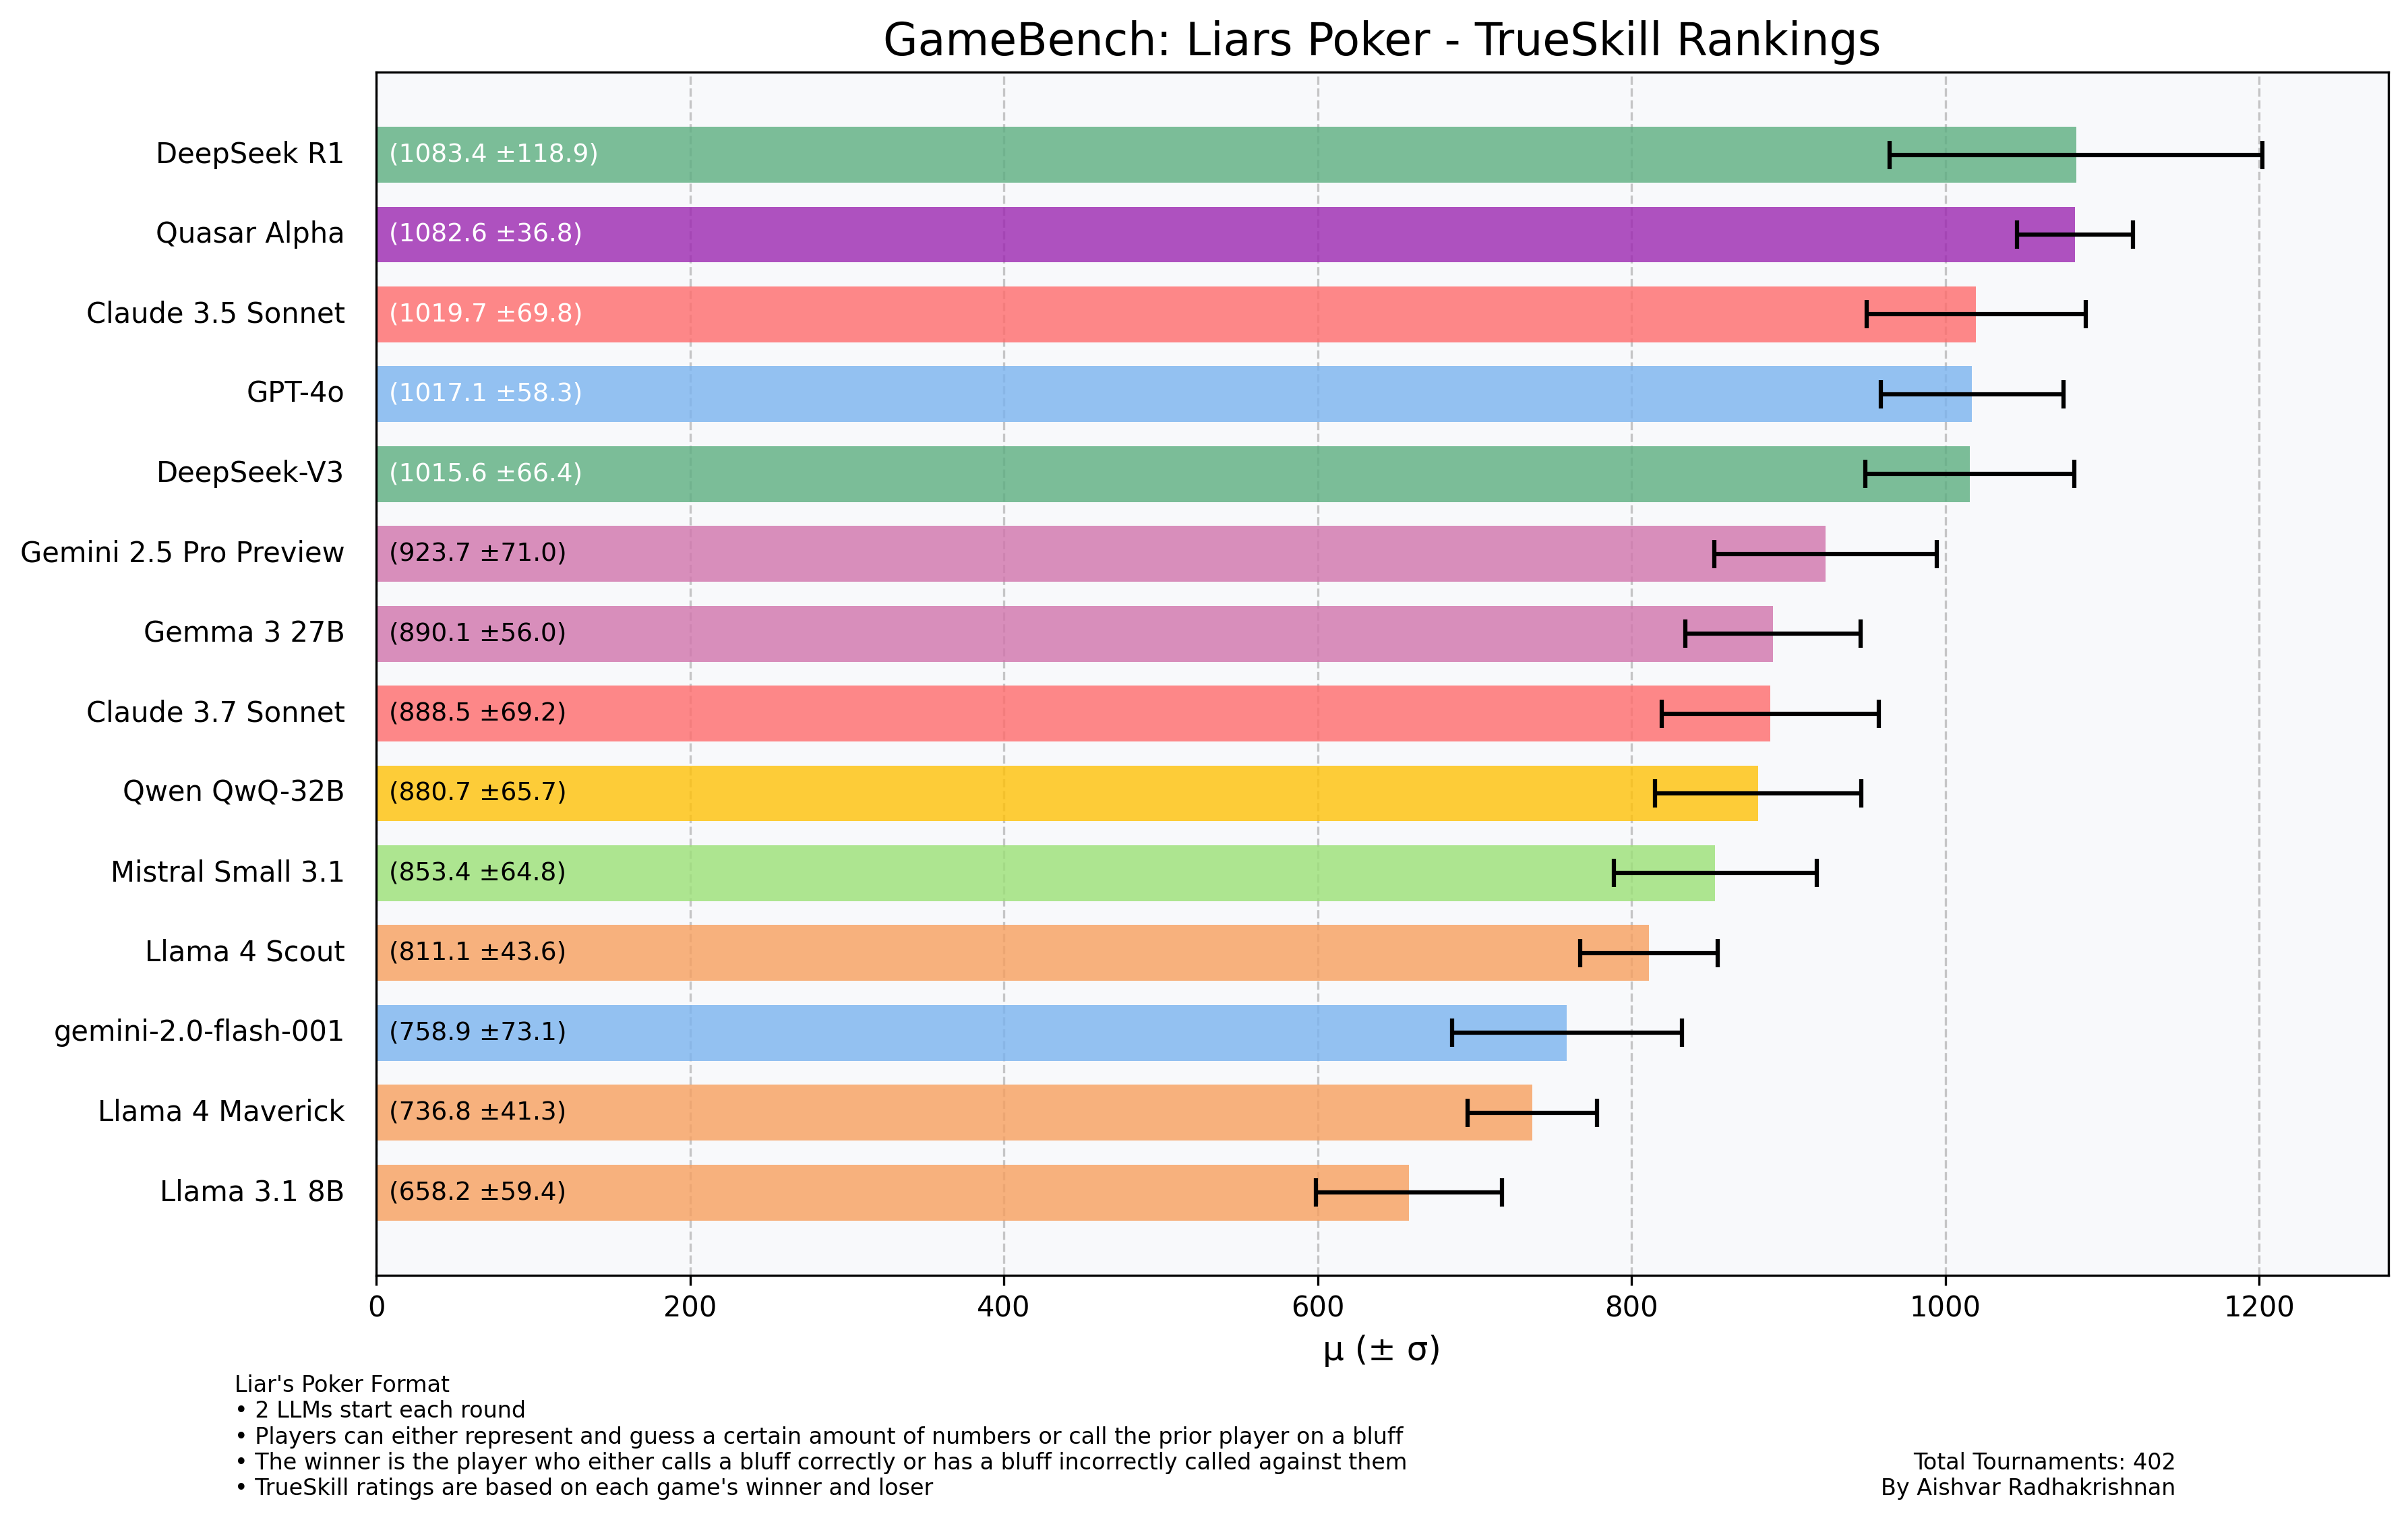 GameBench: Liars Poker - TrueSkill Rankings
DeepSeek R1 (1083.4 ±118.9)
Quasar Alpha (1082.6 ±36.8)
Claude 3.5 Sonnet (1019.7 ±69.8)
GPT-4o (1017.1 ±58.3)
DeepSeek-V3 (1015.6 ±66.4)
Gemini 2.5 Pro Preview (923.7 ±71.0)
Gemma 3 27B (890.1 ±56.0)
Claude 3.7 Sonnet (888.5 ±69.2)
Qwen QwQ-32B (880.7 ±65.7)
Mistral Small 3.1 (853.4 ±64.8)
Llama 4 Scout (811.1 ±43.6)
gemini-2.0-flash-001 (758.9 ±73.1)
Llama 4 Maverick (736.8 ±41.3)
Llama 3.1 8B (658.2 ±59.4)
0 200 400 600 800 1000 1200
μ (± σ)
Liar's Poker Format
• 2 LLMs start each round
• Players can either represent and guess a certain amount of numbers or call the prior player on a bluff
• The winner is the player who either calls a bluff correctly or has a bluff incorrectly called against them
• TrueSkill ratings are based on each game's winner and loser
Total Tournaments: 402
By Aishvar Radhakrishnan